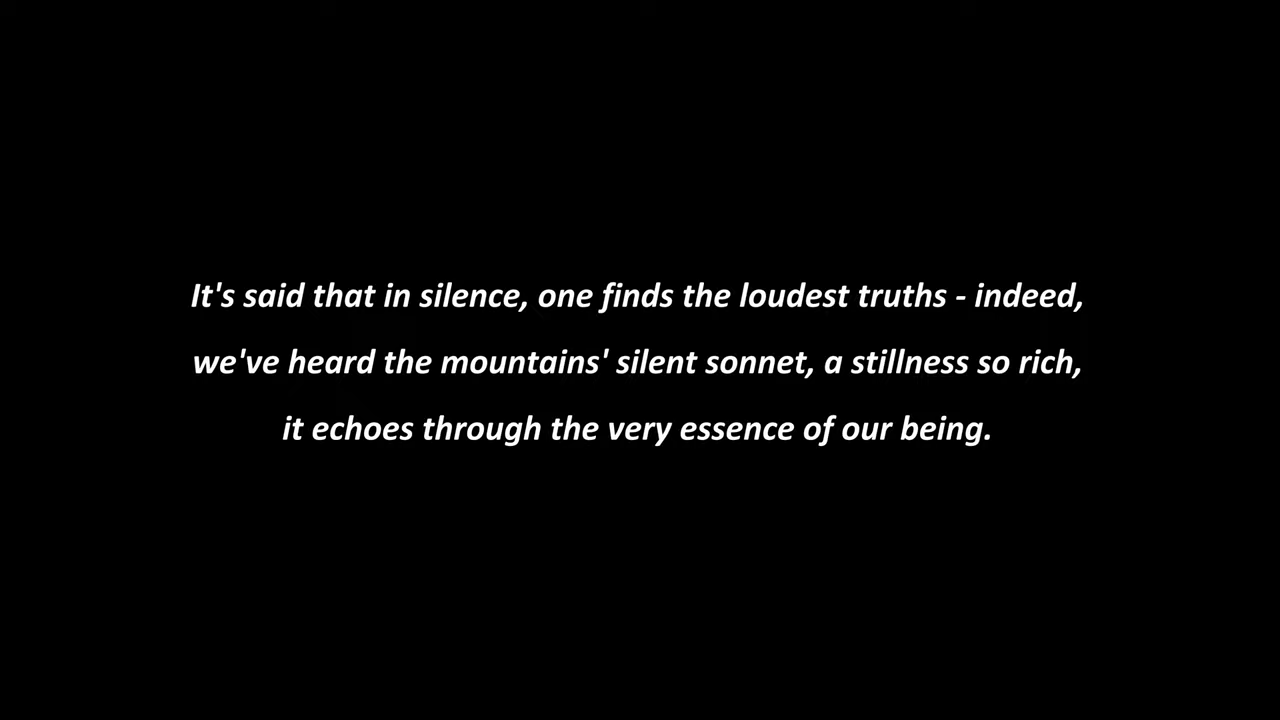 It's said that in silence, one finds the loudest truths - indeed,
we've heard the mountains' silent sonnet, a stillness so rich,
it echoes through the very essence of our being.